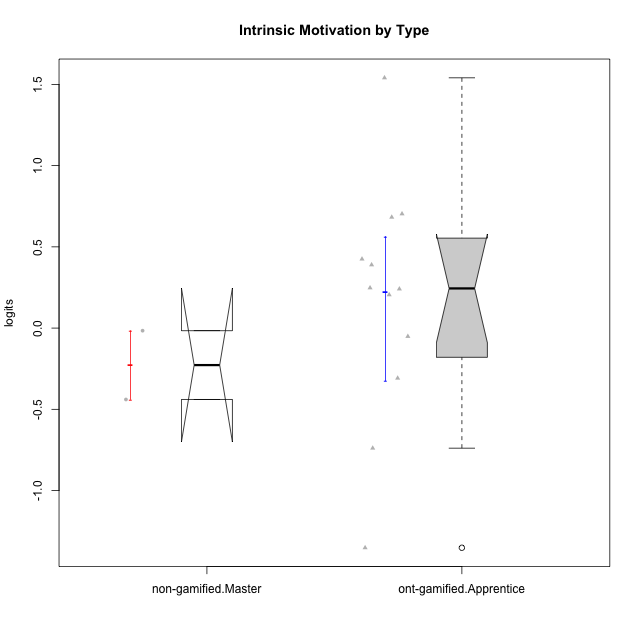 Intrinsic Motivation by Type
logits
1.5
1.0
0.5
0.0
-0.5
-1.0
non-gamified.Master
ont-gamified.Apprentice